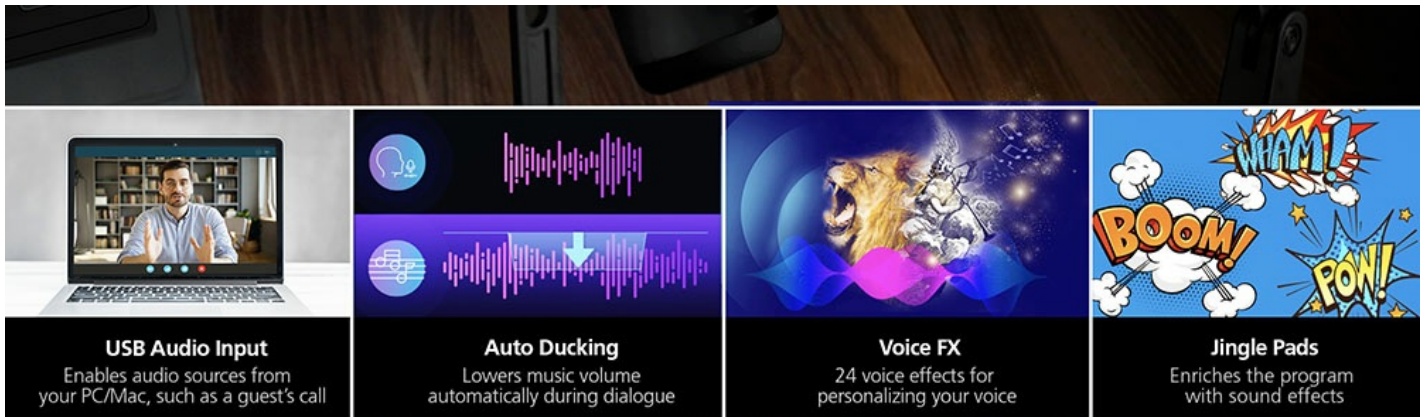 WHAM!
BOOM!
POW!
USB Audio Input
Enables audio sources from
your PC/Mac, such as a guest's call
Auto Ducking
Lowers music volume
automatically during dialogue
Voice FX
24 voice effects for
personalizing your voice
Jingle Pads
Enriches the program
with sound effects